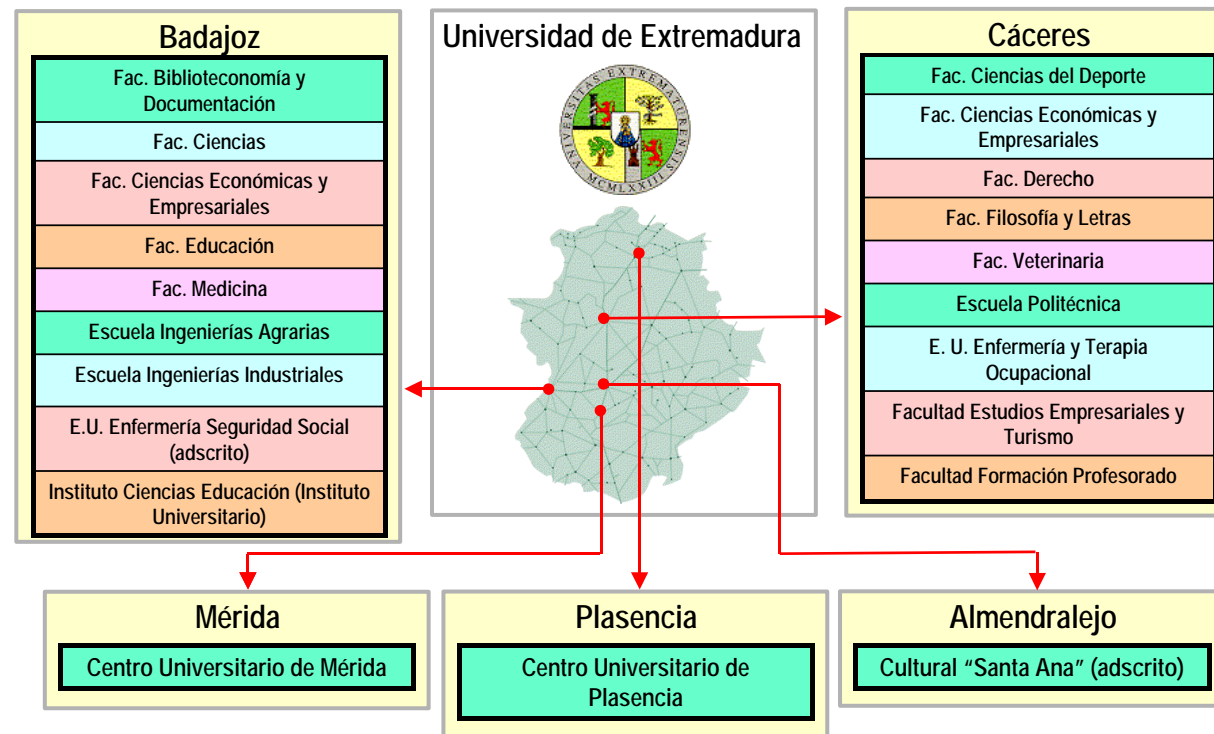 Badajoz
Fac. Biblioteconomía y
Documentación
Fac. Ciencias
Fac. Ciencias Económicas y
Empresariales
Fac. Educación
Fac. Medicina
Escuela Ingenierías Agrarias
Escuela Ingenierías Industriales
E.U. Enfermería Seguridad Social
(adscrito)
Instituto Ciencias Educación (Instituto
Universitario)
Universidad de Extremadura
UNIVERSITAS EXTREMATURENSIS
MCMLXXIII
Cáceres
Fac. Ciencias del Deporte
Fac. Ciencias Económicas y
Empresariales
Fac. Derecho
Fac. Filosofía y Letras
Fac. Veterinaria
Escuela Politécnica
E. U. Enfermería y Terapia
Ocupacional
Facultad Estudios Empresariales y
Turismo
Facultad Formación Profesorado
Mérida
Centro Universitario de Mérida
Plasencia
Centro Universitario de
Plasencia
Almendralejo
Cultural “Santa Ana” (adscrito)